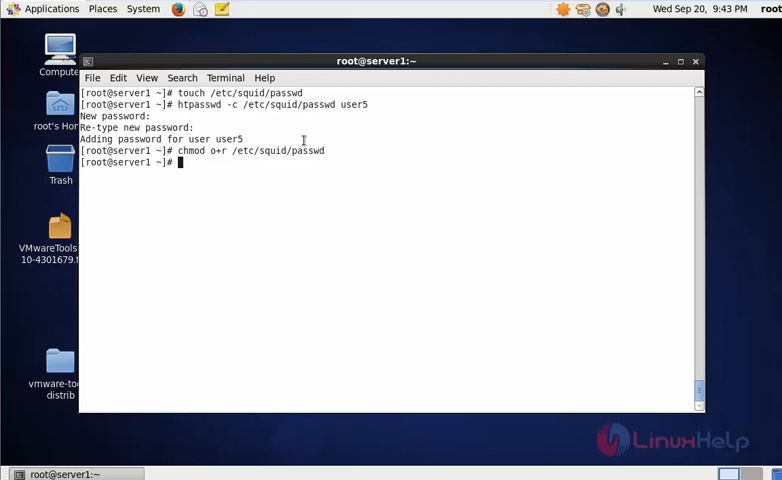 Applications Places System Wed Sep 20, 9:43 PM root
root@server1:~
File Edit View Search Terminal Help
[root@server1 ~]# touch /etc/squid/passwd
[root@server1 ~]# htpasswd -c /etc/squid/passwd user5
New password:
Re-type new password:
Adding password for user user5
[root@server1 ~]# chmod o+r /etc/squid/passwd
[root@server1 ~]#
Compute
root's Hom
Trash
VMwareTools
10-4301679.t
vmware-too
distrib
LinuxHelp
root@server1:~